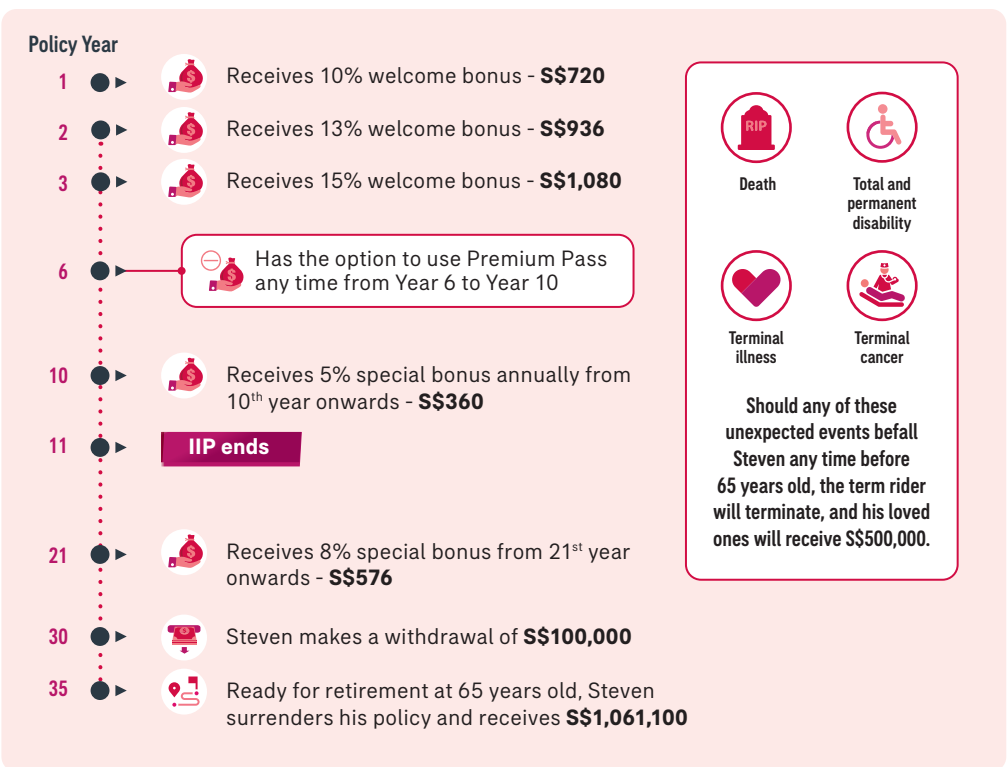 Policy Year
1
Receives 10% welcome bonus - S$720
2
Receives 13% welcome bonus - S$936
3
Receives 15% welcome bonus - S$1,080
6
Has the option to use Premium Pass
any time from Year 6 to Year 10
10
Receives 5% special bonus annually from
10th year onwards - S$360
11
IIP ends
21
Receives 8% special bonus from 21st year
onwards - S$576
30
Steven makes a withdrawal of S$100,000
35
Ready for retirement at 65 years old, Steven
surrenders his policy and receives S$1,061,100
RIP
Death
Total and
permanent
disability
Terminal
illness
Terminal
cancer
Should any of these
unexpected events befall
Steven any time before
65 years old, the term rider
will terminate, and his loved
ones will receive S$500,000.